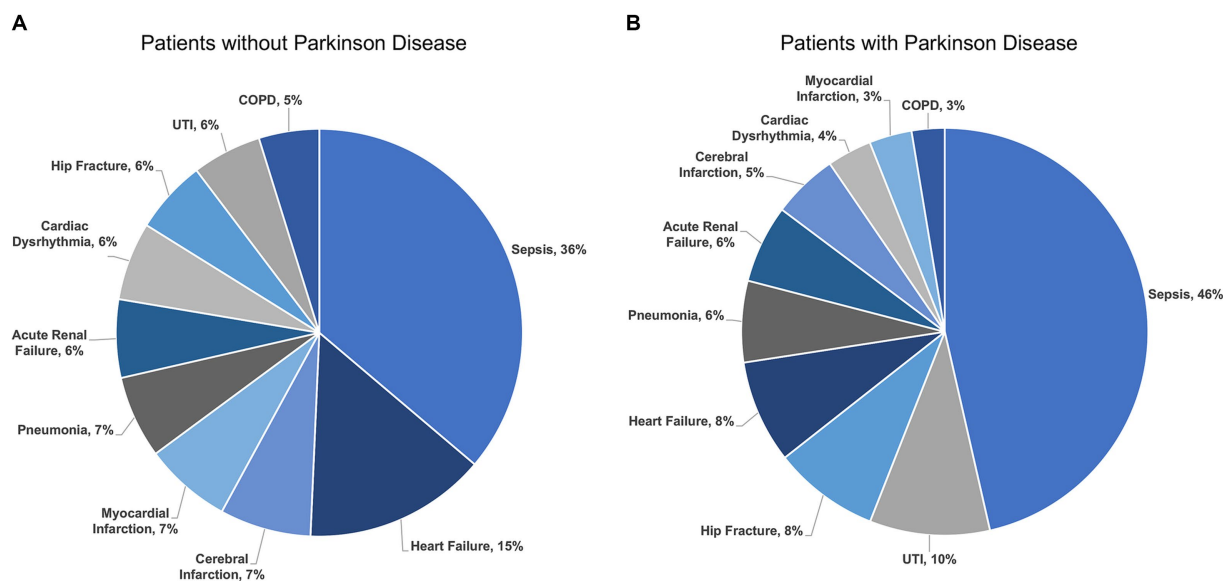 A
Patients without Parkinson Disease
COPD, 5%
UTI, 6%
Hip Fracture, 6%
Cardiac
Dysrhythmia, 6%
Acute Renal
Failure, 6%
Pneumonia, 7%
Myocardial
Infarction, 7%
Cerebral
Infarction, 7%
Heart Failure, 15%
Sepsis, 36%
B
Patients with Parkinson Disease
Myocardial
Infarction, 3%
COPD, 3%
Cardiac
Dysrhythmia, 4%
Cerebral
Infarction, 5%
Acute Renal
Failure, 6%
Pneumonia, 6%
Heart Failure, 8%
Hip Fracture, 8%
UTI, 10%
Sepsis, 46%